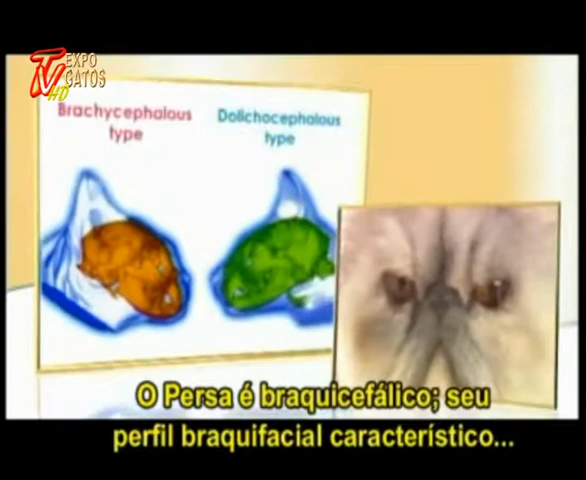 TV EXPO
GATOS
HD
Brachycephalous
type
Dolichocephalous
type
O Persa é braquicefálico; seu
perfil braquifacial característico...